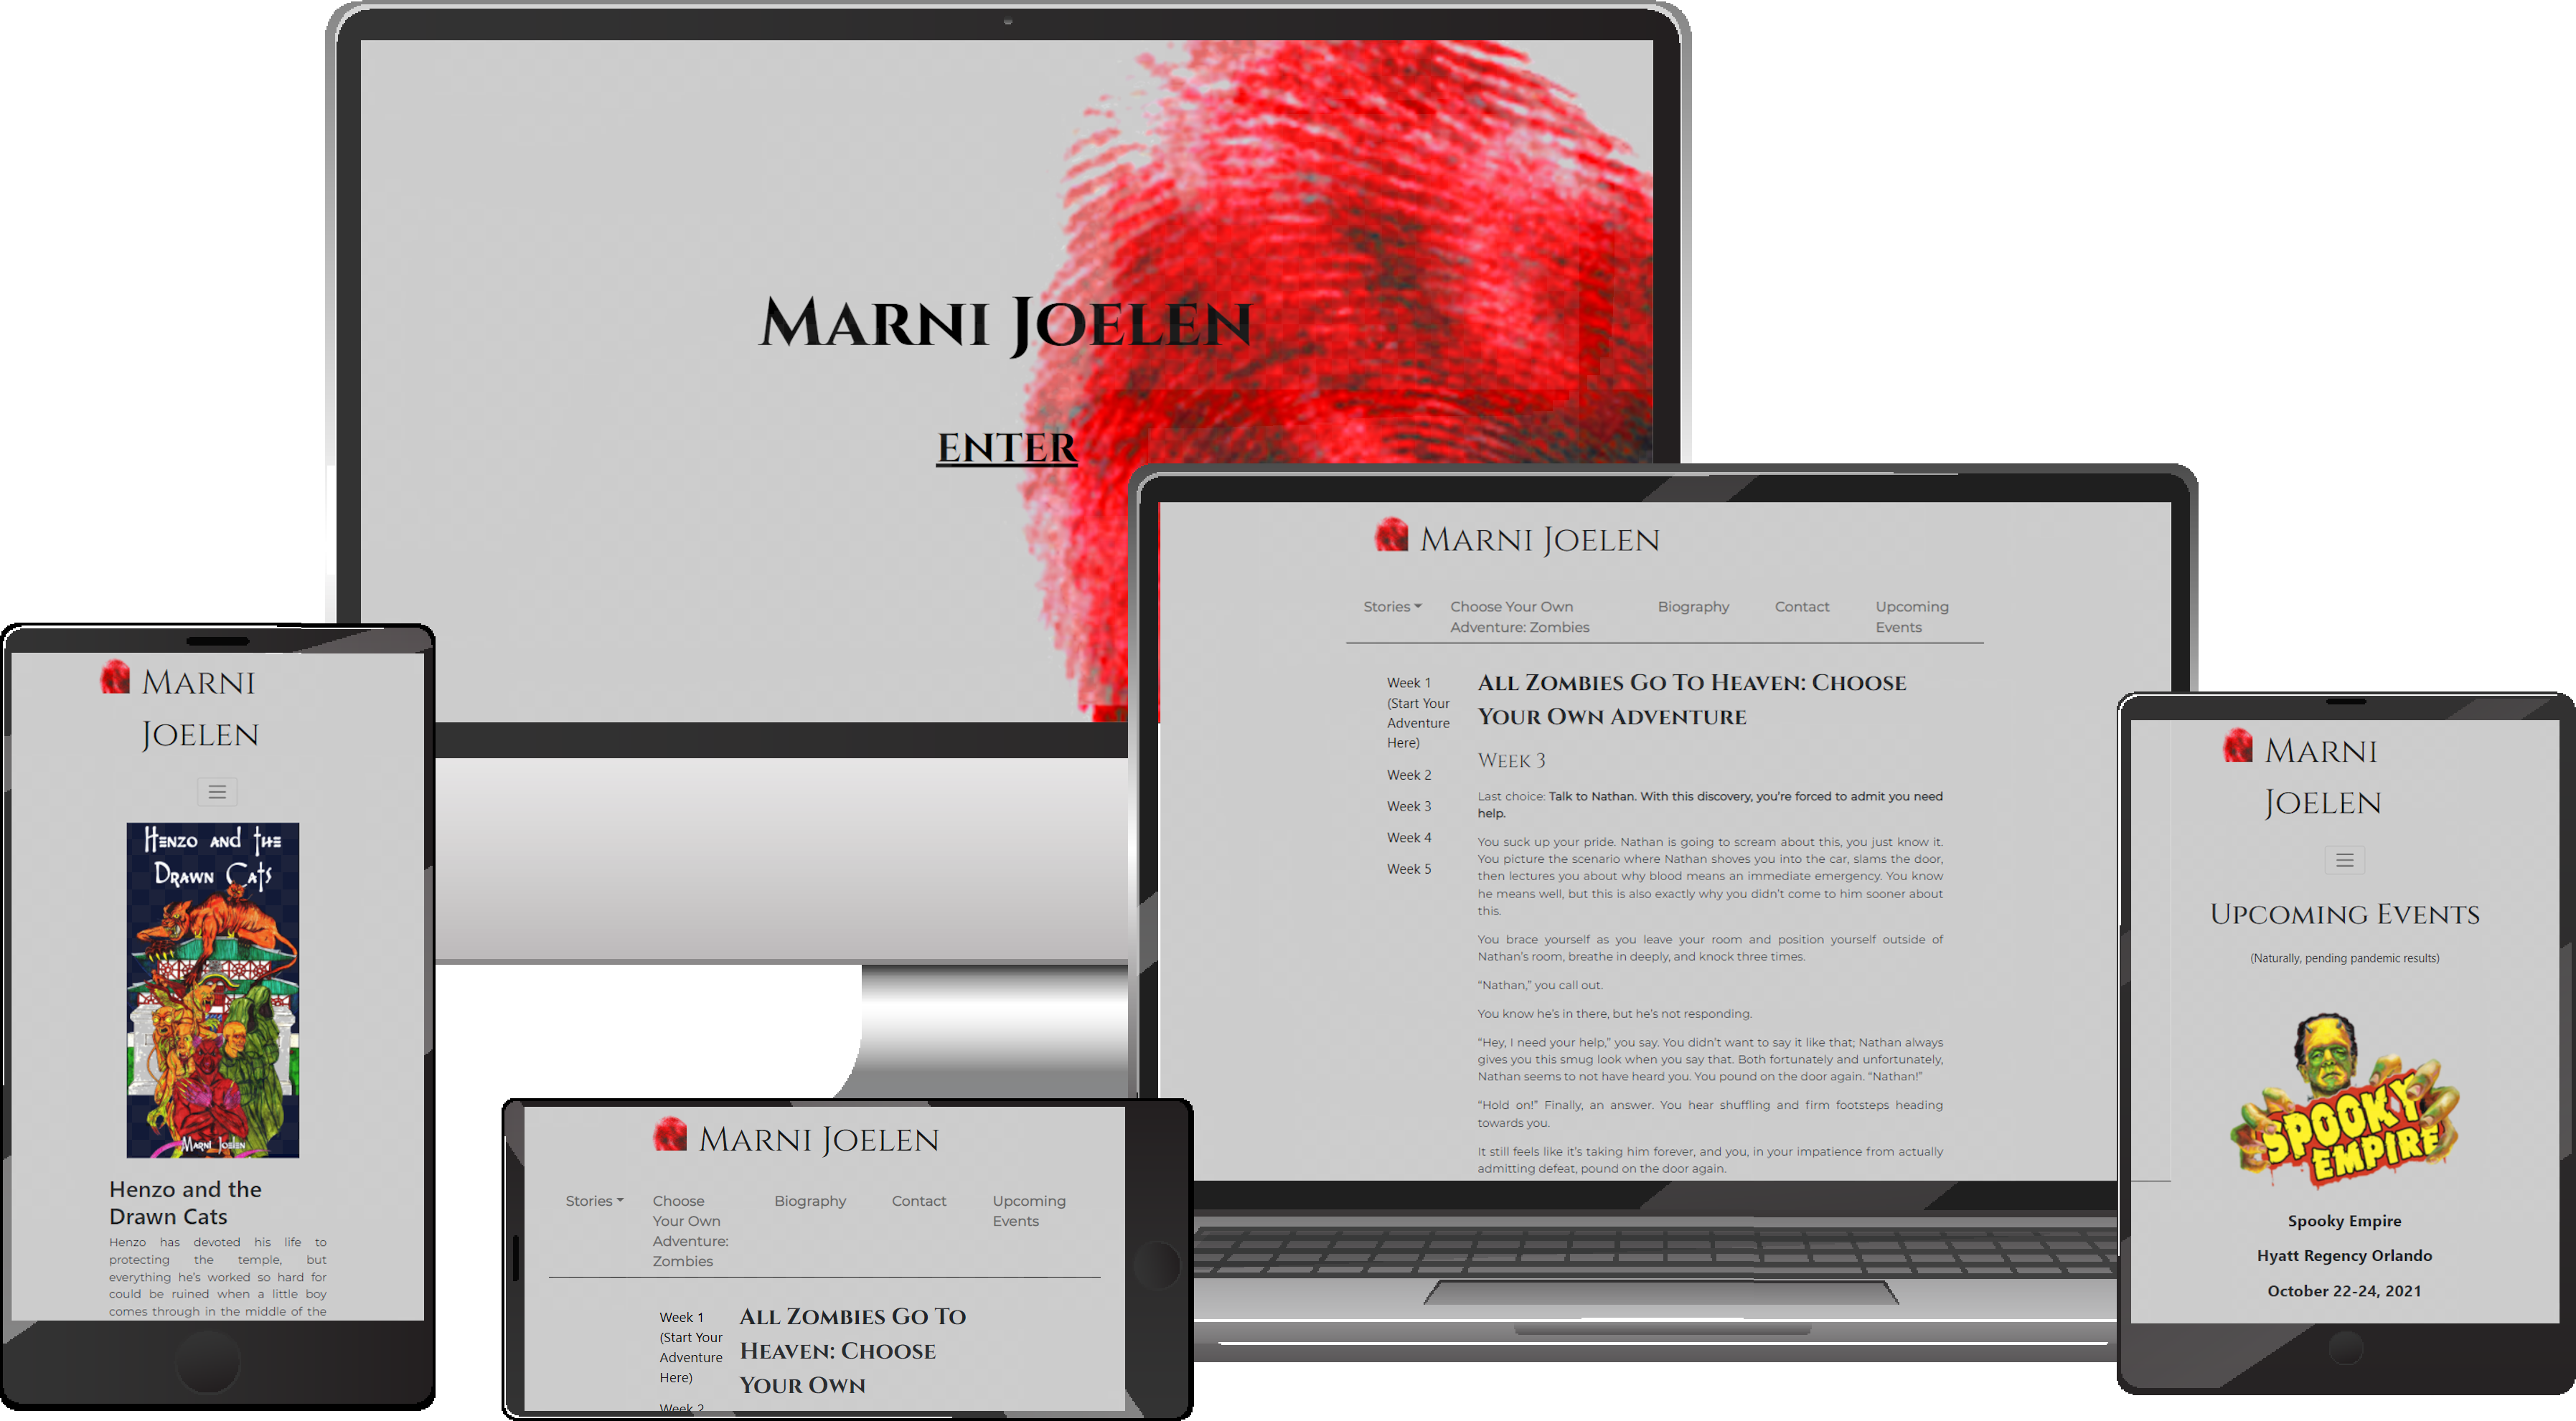 Marni Joelen
ENTER
Marni
Joelen
Henzo and the
Drawn Cats
Marni Joelen
Henzo and the
Drawn Cats
Henzo has devoted his life to
protecting the temple, but
everything he's worked so hard for
could be ruined when a little boy
comes through in the middle of the
Marni Joelen
Stories
Choose
Your Own
Adventure:
Zombies
Biography
Contact
Upcoming
Events
Week 1
(Start Your
Adventure
Here)
Week 2
All Zombies Go To
Heaven: Choose
Your Own
Marni Joelen
Stories
Choose Your Own
Adventure: Zombies
Biography
Contact
Upcoming
Events
Week 1
(Start Your
Adventure
Here)
Week 2
Week 3
Week 4
Week 5
All Zombies Go To Heaven: Choose
Your Own Adventure
Week 3
Last choice: Talk to Nathan. With this discovery, you're forced to admit you need
help.
You suck up your pride. Nathan is going to scream about this, you just know it.
You picture the scenario where Nathan shoves you into the car, slams the door,
then lectures you about why blood means an immediate emergency. You know
he means well, but this is also exactly why you didn't come to him sooner about
this.
You brace yourself as you leave your room and position yourself outside of
Nathan's room, breathe in deeply, and knock three times.
“Nathan,” you call out.
You know he's in there, but he's not responding.
“Hey, I need your help,” you say. You didn't want to say it like that; Nathan always
gives you this smug look when you say that. Both fortunately and unfortunately,
Nathan seems to not have heard you. You pound on the door again. “Nathan!”
“Hold on!” Finally, an answer. You hear shuffling and firm footsteps heading
towards you.
It still feels like it's taking him forever, and you, in your impatience from actually
admitting defeat, pound on the door again.
Marni
Joelen
Upcoming Events
(Naturally, pending pandemic results)
SPOOKY
EMPIRE
Spooky Empire
Hyatt Regency Orlando
October 22-24, 2021